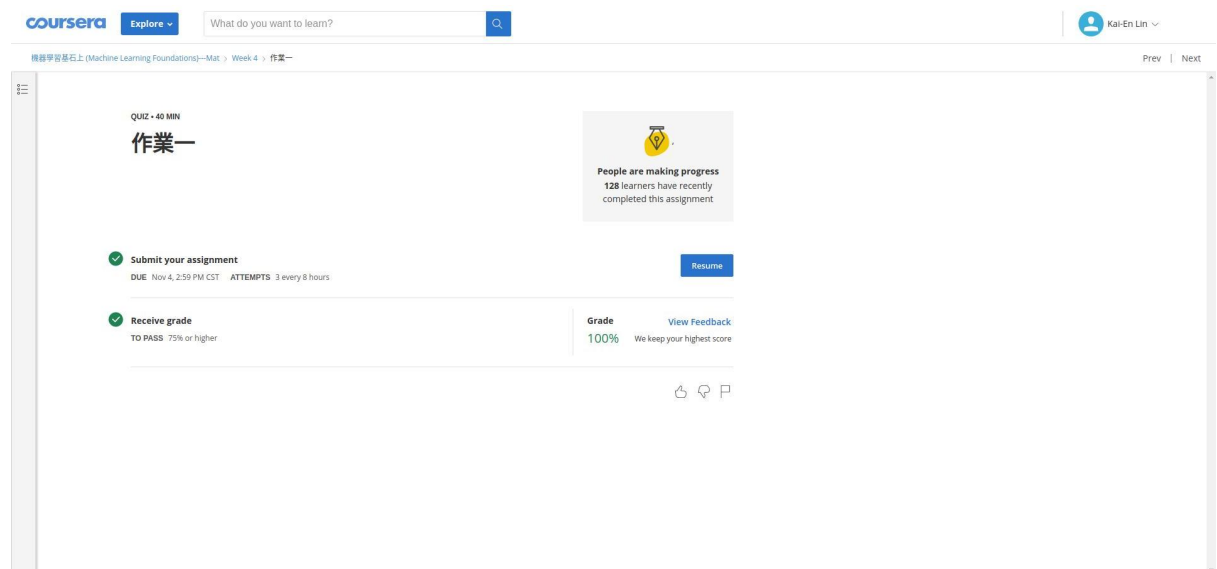 coursera Explore What do you want to learn? Kai-En Lin
機器學習基石上 (Machine Learning Foundations)—Mat > Week 4 > 作業一 Prev | Next
QUIZ • 40 MIN
作業一
People are making progress
128 learners have recently
completed this assignment
Submit your assignment
DUE Nov 4, 2:59 PM CST ATTEMPTS 3 every 8 hours
Resume
Receive grade
TO PASS 75% or higher
Grade View Feedback
100% We keep your highest score